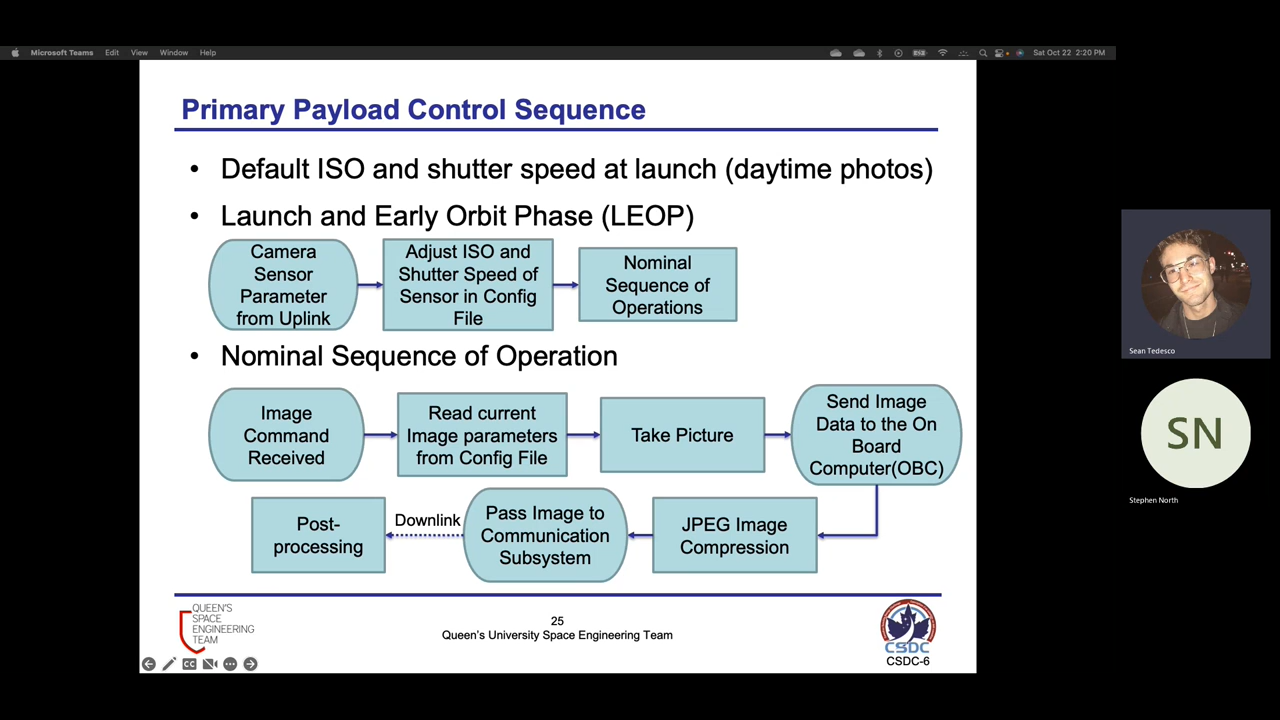 Microsoft Teams Edit View Window Help
Sat Oct 22 2:20 PM
Primary Payload Control Sequence
• Default ISO and shutter speed at launch (daytime photos)
• Launch and Early Orbit Phase (LEOP)
Camera
Sensor
Parameter
from Uplink
Adjust ISO and
Shutter Speed of
Sensor in Config
File
Nominal
Sequence of
Operations
• Nominal Sequence of Operation
Image
Command
Received
Read current
Image parameters
from Config File
Take Picture
Send Image
Data to the On
Board
Computer(OBC)
JPEG Image
Compression
Pass Image to
Communication
Subsystem
Downlink
Post-
processing
QUEEN'S
SPACE
ENGINEERING
TEAM
25
Queen's University Space Engineering Team
CSDC
CSDC-6
CC
Sean Tedesco
SN
Stephen North